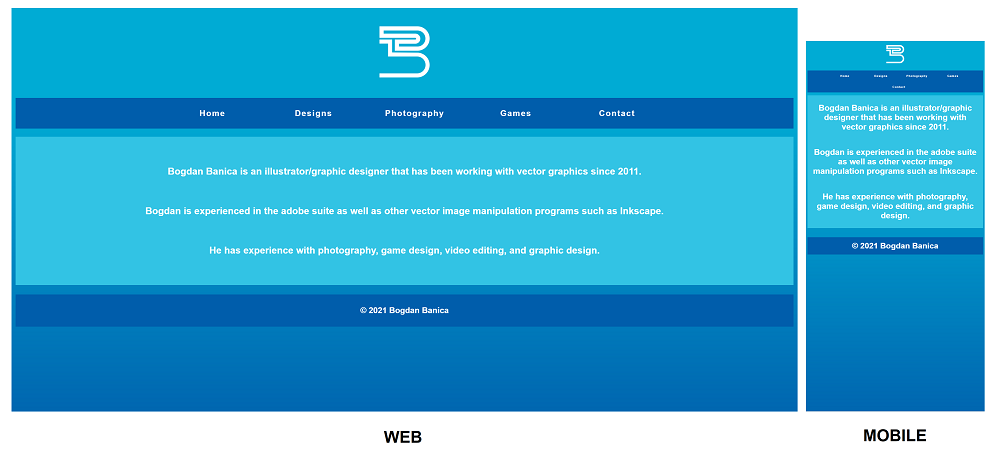 B
Home Designs Photography Games Contact
Bogdan Banica is an illustrator/graphic designer that has been working with vector graphics since 2011.
Bogdan is experienced in the adobe suite as well as other vector image manipulation programs such as Inkscape.
He has experience with photography, game design, video editing, and graphic design.
© 2021 Bogdan Banica
WEB
B
Home Designs Photography Games
Contact
Bogdan Banica is an illustrator/graphic
designer that has been working with
vector graphics since 2011.
Bogdan is experienced in the adobe suite
as well as other vector image
manipulation programs such as Inkscape.
He has experience with photography,
game design, video editing, and graphic
design.
© 2021 Bogdan Banica
MOBILE